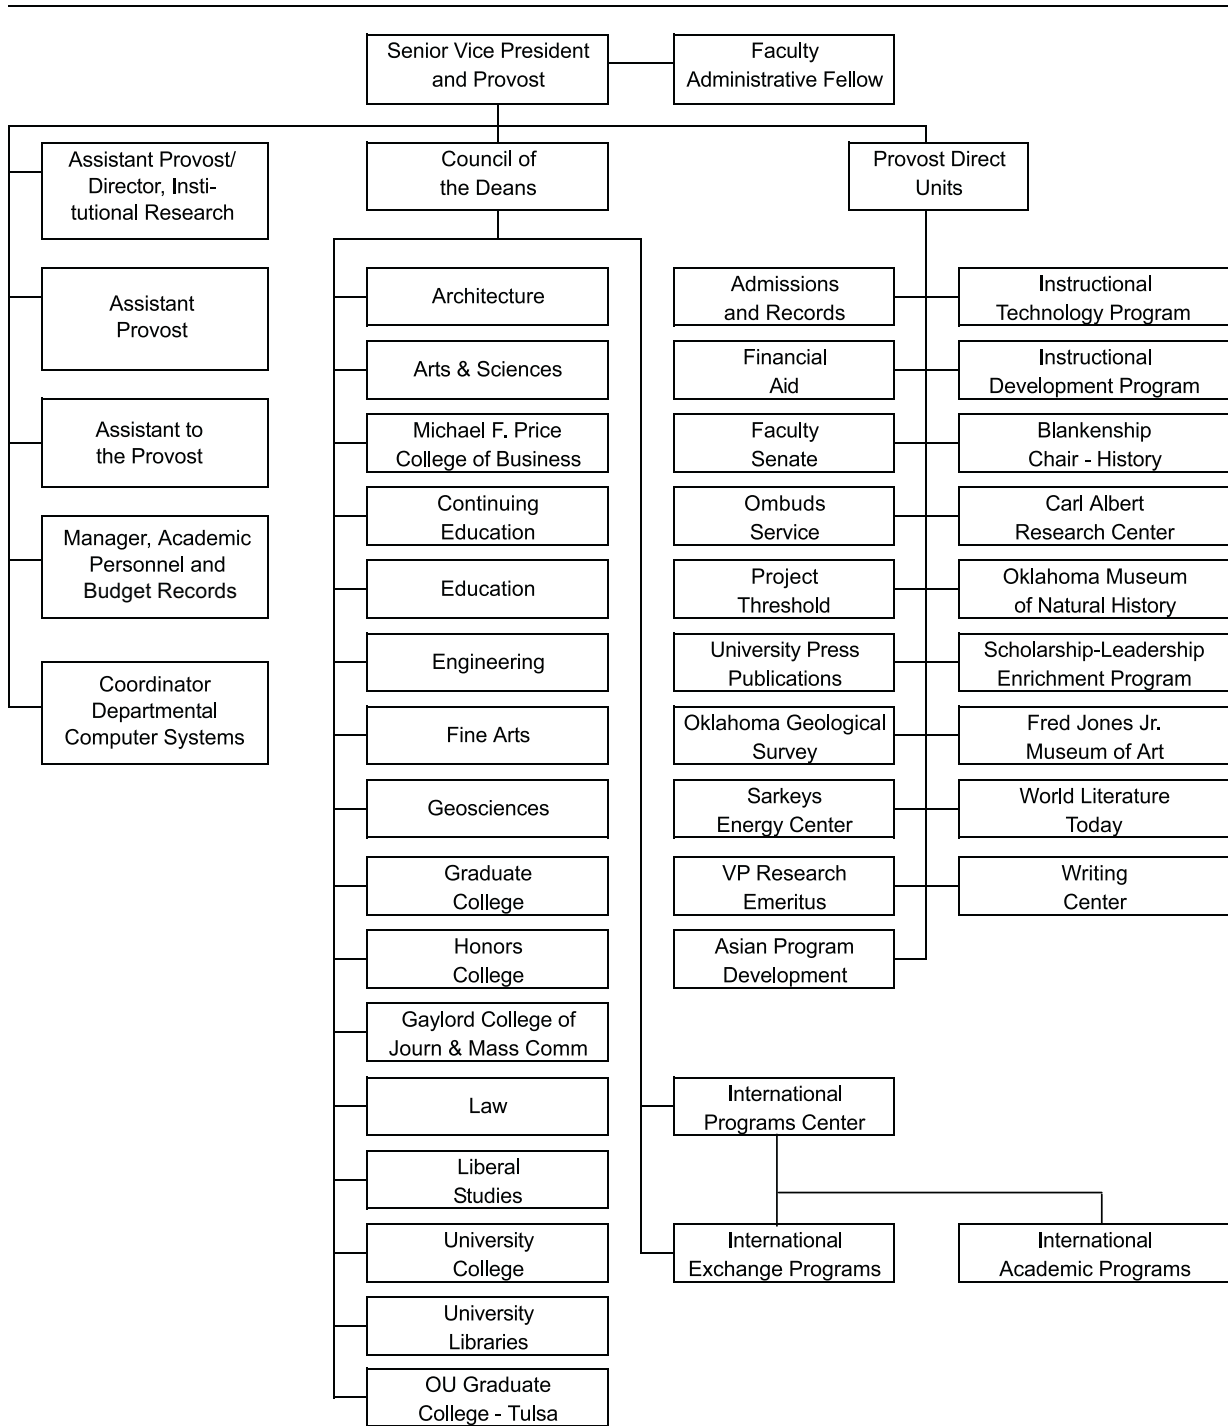 Senior Vice President
and Provost
Faculty
Administrative Fellow
Assistant Provost/
Director, Insti-
tutional Research
Assistant
Provost
Assistant to
the Provost
Manager, Academic
Personnel and
Budget Records
Coordinator
Departmental
Computer Systems
Council of
the Deans
Architecture
Arts & Sciences
Michael F. Price
College of Business
Continuing
Education
Education
Engineering
Fine Arts
Geosciences
Graduate
College
Honors
College
Gaylord College of
Journ & Mass Comm
Law
Liberal
Studies
University
College
University
Libraries
OU Graduate
College - Tulsa
Provost Direct
Units
Admissions
and Records
Financial
Aid
Faculty
Senate
Ombuds
Service
Project
Threshold
University Press
Publications
Oklahoma Geological
Survey
Sarkeys
Energy Center
VP Research
Emeritus
Asian Program
Development
Instructional
Technology Program
Instructional
Development Program
Blankenship
Chair - History
Carl Albert
Research Center
Oklahoma Museum
of Natural History
Scholarship-Leadership
Enrichment Program
Fred Jones Jr.
Museum of Art
World Literature
Today
Writing
Center
International
Programs Center
International
Exchange Programs
International
Academic Programs